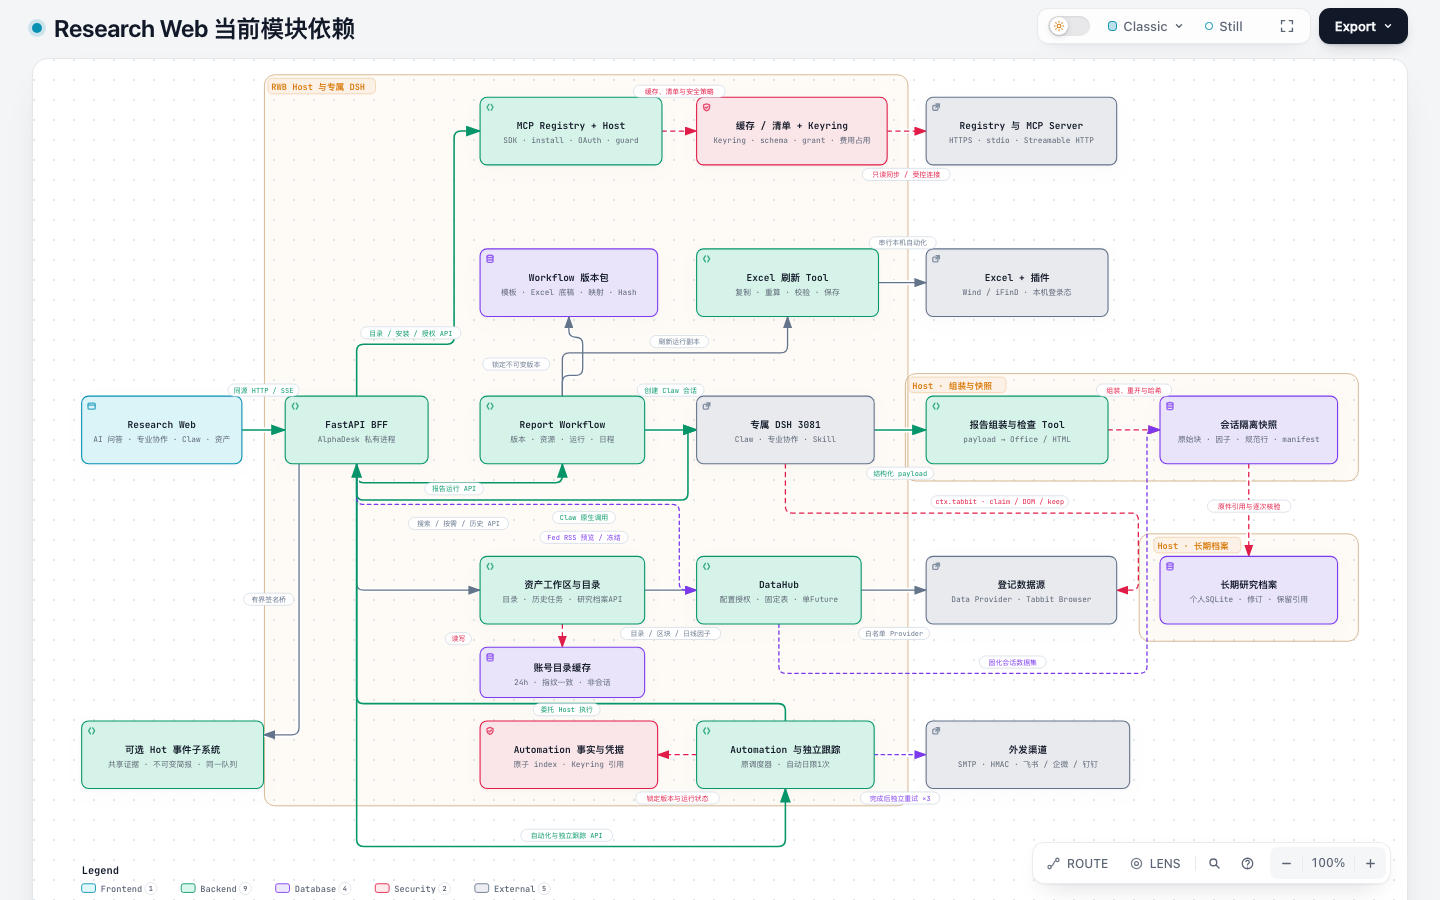 Research Web 当前模块依赖
Classic
Still
Export
RWB Host 与专属 DSH
缓存、清单与安全策略
MCP Registry + Host
SDK · install · OAuth · guard
缓存 / 清单 + Keyring
Keyring · schema · grant · 费用占用
Registry 与 MCP Server
HTTPS · stdio · Streamable HTTP
只读同步 / 受控连接
串行本机自动化
Workflow 版本包
模板 · Excel 底稿 · 映射 · Hash
Excel 刷新 Tool
复制 · 重算 · 校验 · 保存
Excel + 插件
Wind / iFinD · 本机登录态
目录 / 安装 / 授权 API
刷新运行副本
锁定不可变版本
同源 HTTP / SSE
创建 Claw 会话
Host · 组装与快照
组装、重开与哈希
Research Web
AI 问答 · 专业协作 · Claw · 资产
FastAPI BFF
AlphaDesk 私有进程
Report Workflow
版本 · 资源 · 运行 · 日程
专属 DSH 3081
Claw · 专业协作 · Skill
报告组装与检查 Tool
payload → Office / HTML
会话隔离快照
原始块 · 因子 · 规范行 · manifest
结构化 payload
报告运行 API
ctx.tabbit · claim / DOM / keep
原件引用与逐次核验
搜索 / 按需 / 历史 API
Claw 原生调用
Fed RSS 预览 / 冻结
Host · 长期档案
资产工作区与目录
目录 · 历史任务 · 研究档案API
DataHub
配置授权 · 固定表 · 单Future
登记数据源
Data Provider · Tabbit Browser
长期研究档案
个人SQLite · 修订 · 保留引用
有界签名桥
读写
目录 / 区块 / 日线因子
白名单 Provider
账号目录缓存
24h · 指纹一致 · 非会话
固化会话数据集
委托 Host 执行
可选 Hot 事件子系统
共享证据 · 不可变简报 · 同一队列
Automation 事实与凭据
原子 index · Keyring 引用
Automation 与独立跟踪
原调度器 · 自动日限1次
外发渠道
SMTP · HMAC · 飞书 / 企微 / 钉钉
锁定版本与运行状态
完成后独立重试 ×3
自动化与独立跟踪 API
Legend
Frontend 1
Backend 9
Database 4
Security 2
External 5
ROUTE
LENS
100%